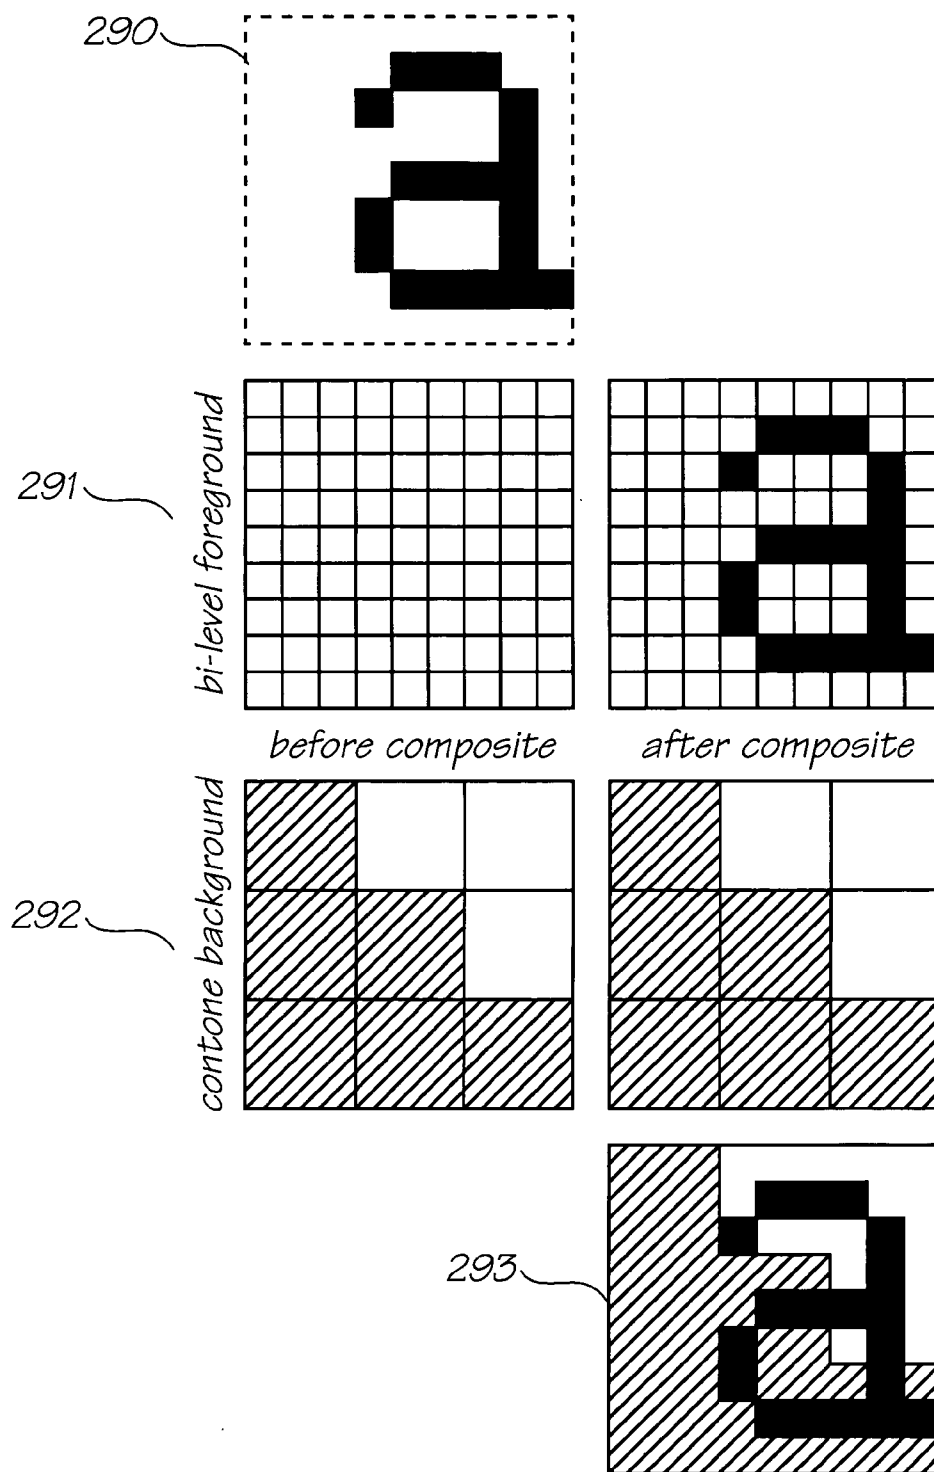 290
a
291
bi-level foreground
a
before composite
after composite
292
contone background
293
a